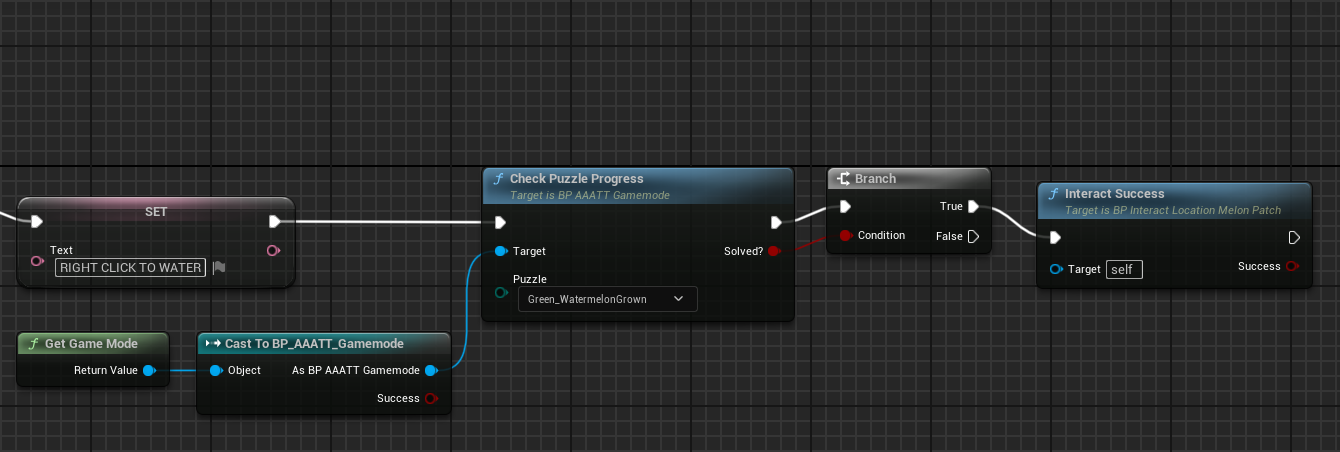 SET
Text
RIGHT CLICK TO WATER
Get Game Mode
Return Value
Cast To BP_AAATT_Gamemode
Object
As BP AAATT Gamemode
Success
Check Puzzle Progress
Target is BP AAATT Gamemode
Target
Solved?
Puzzle
Green_WatermelonGrown
Branch
True
Condition
False
Interact Success
Target is BP Interact Location Melon Patch
Target self
Success